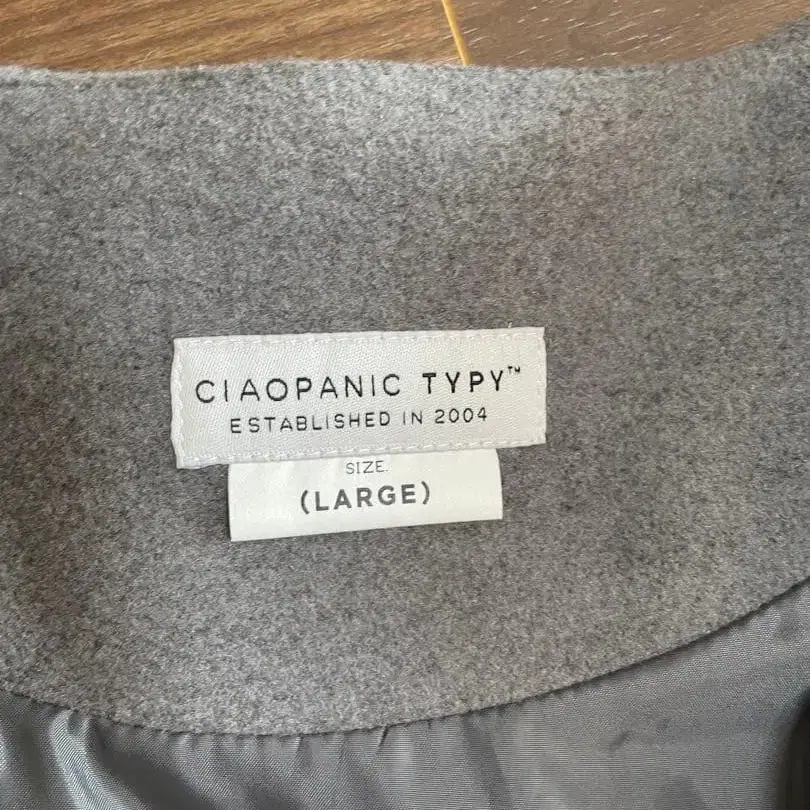 CIAOPANIC TYPY™
ESTABLISHED IN 2004
SIZE.
(LARGE)